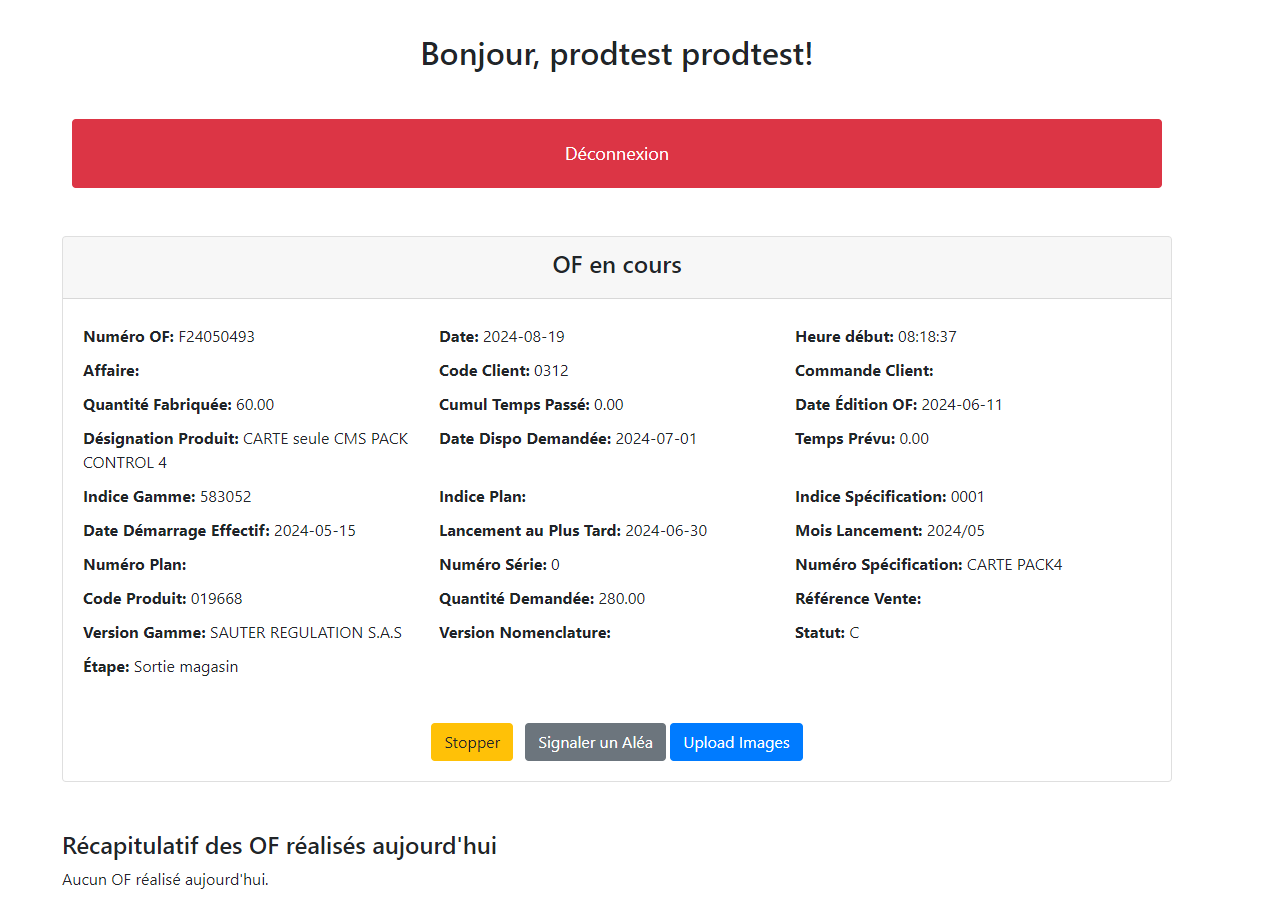 Bonjour, prodtest prodtest!
Déconnexion
OF en cours
Numéro OF: F24050493 Date: 2024-08-19 Heure début: 08:18:37
Affaire: Code Client: 0312 Commande Client:
Quantité Fabriquée: 60.00 Cumul Temps Passé: 0.00 Date Édition OF: 2024-06-11
Désignation Produit: CARTE seule CMS PACK Date Dispo Demandée: 2024-07-01 Temps Prévu: 0.00
CONTROL 4
Indice Gamme: 583052 Indice Plan: Indice Spécification: 0001
Date Démarrage Effectif: 2024-05-15 Lancement au Plus Tard: 2024-06-30 Mois Lancement: 2024/05
Numéro Plan: Numéro Série: 0 Numéro Spécification: CARTE PACK4
Code Produit: 019668 Quantité Demandée: 280.00 Référence Vente:
Version Gamme: SAUTER REGULATION S.A.S Version Nomenclature: Statut: C
Étape: Sortie magasin
Stopper Signaler un Aléa Upload Images
Récapitulatif des OF réalisés aujourd'hui
Aucun OF réalisé aujourd'hui.